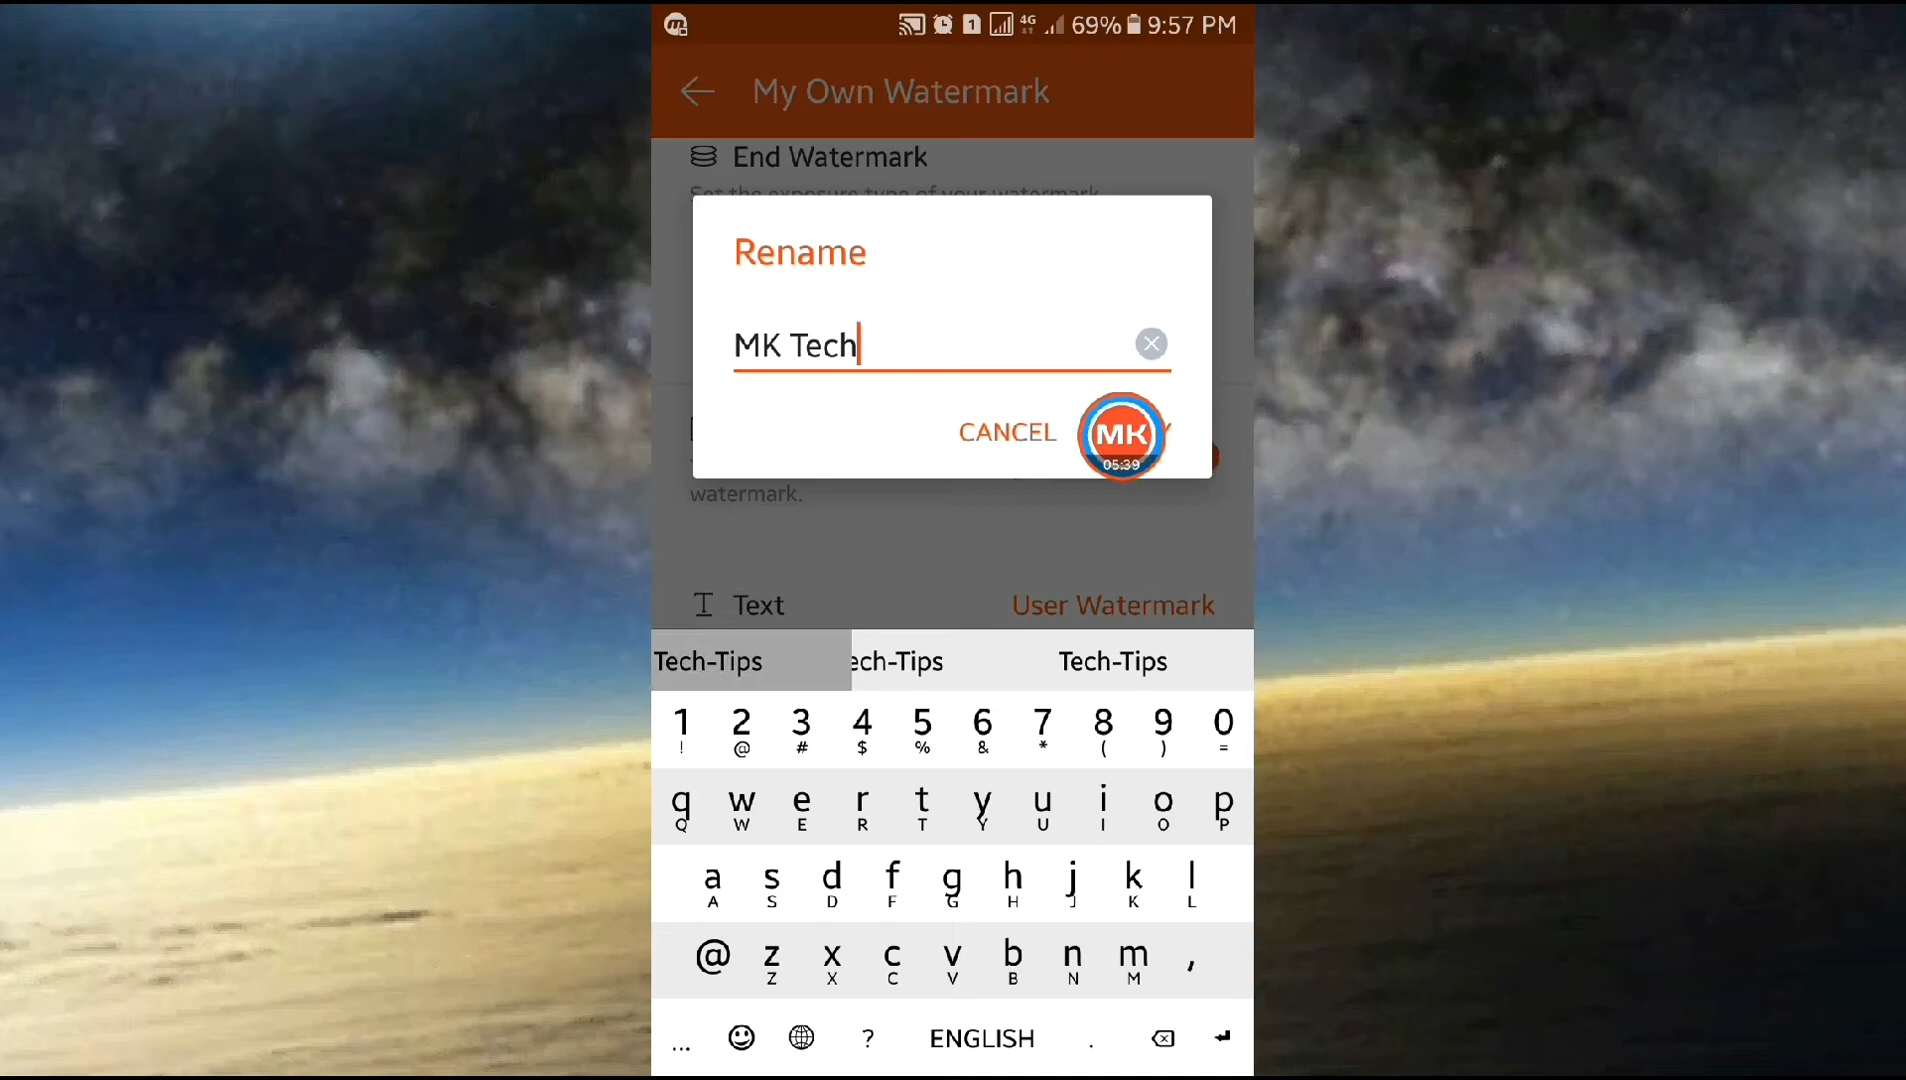 69% 9:57 PM
My Own Watermark
End Watermark
Set the exposure type of your watermark
Rename
MK Tech
CANCEL
MK
05:39
watermark.
Text User Watermark
Tech-Tips ech-Tips Tech-Tips
1 2 3 4 5 6 7 8 9 0
! @ # $ % & * ( ) =
q w e r t y u i o p
Q W E R T Y U I O P
a s d f g h j k l
A S D F G H J K L
@ z x c v b n m ,
Z X C V B N M
... ? ENGLISH .